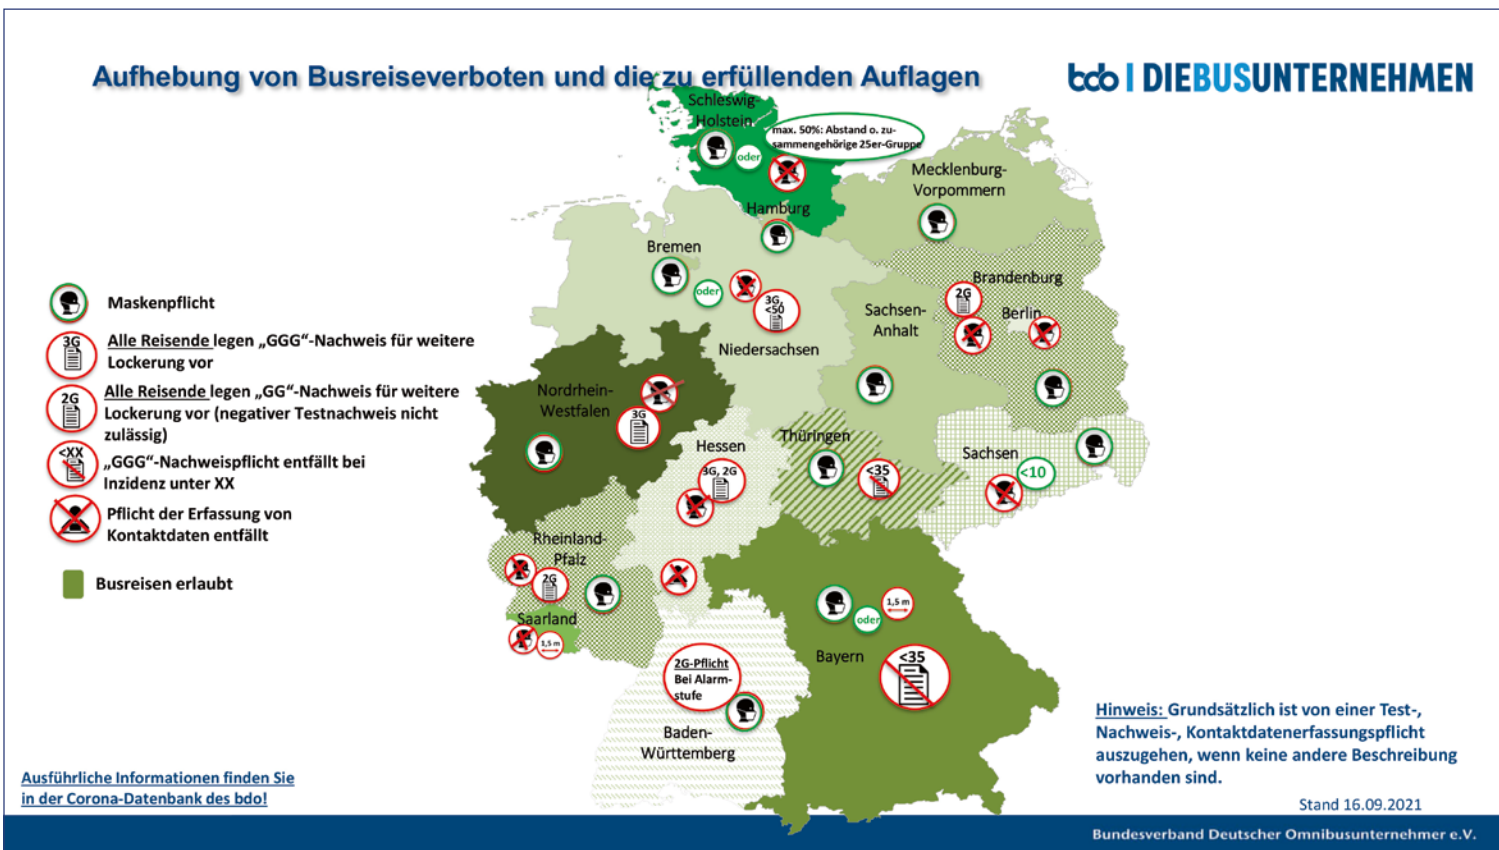 Aufhebung von Busreiseverboten und die zu erfüllenden Auflagen
bdo | DIEBUSUNTERNEHMEN
Schleswig-
Holstein
max. 50%: Abstand o. zu-
sammengehörige 25er-Gruppe
oder
Mecklenburg-
Vorpommern
Hamburg
Bremen
oder
3G,
<50
Niedersachsen
Brandenburg
2G
Berlin
Sachsen-
Anhalt
Maskenpflicht
3G
Alle Reisende legen „GGG“-Nachweis für weitere
Lockerung vor
2G
Alle Reisende legen „GG“-Nachweis für weitere
Lockerung vor (negativer Testnachweis nicht
zulässig)
<XX
„GGG“-Nachweispflicht entfällt bei
Inzidenz unter XX
Pflicht der Erfassung von
Kontaktdaten entfällt
Busreisen erlaubt
Nordrhein-
Westfalen
3G
Hessen
3G, 2G
Thüringen
<35
Sachsen
<10
Rheinland-
Pfalz
2G
Saarland
1,5 m
oder
1,5 m
Bayern
<35
2G-Pflicht
Bei Alarm-
stufe
Baden-
Württemberg
Hinweis: Grundsätzlich ist von einer Test-,
Nachweis-, Kontaktdatenerfassungspflicht
auszugehen, wenn keine andere Beschreibung
vorhanden sind.
Ausführliche Informationen finden Sie
in der Corona-Datenbank des bdo!
Stand 16.09.2021
Bundesverband Deutscher Omnibusunternehmer e.V.